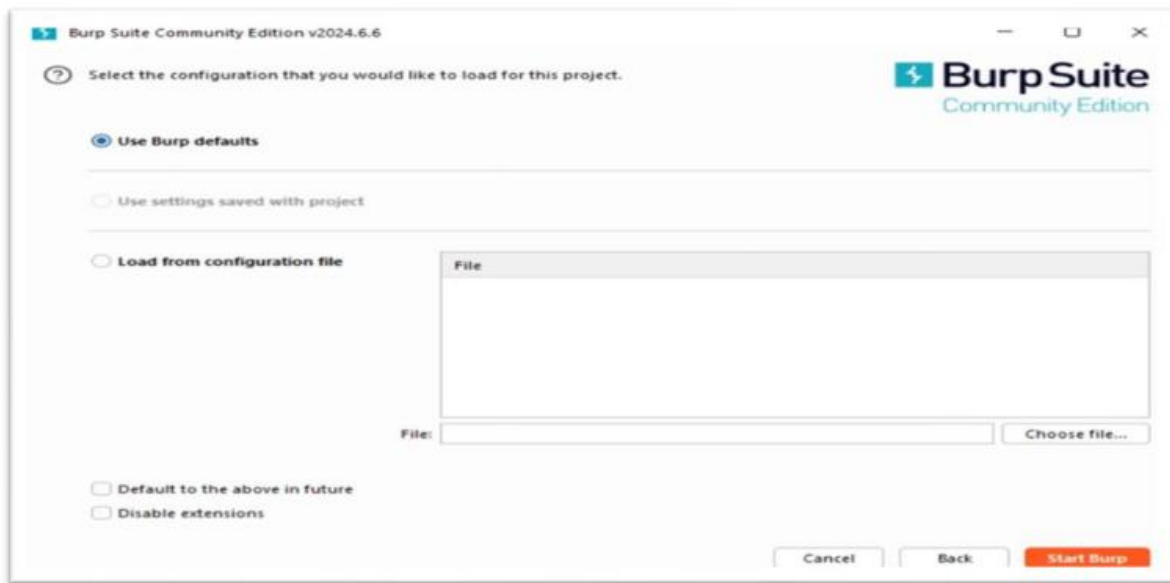 Burp Suite Community Edition v2024.6.6
Select the configuration that you would like to load for this project.
Burp Suite
Community Edition
Use Burp defaults
Use settings saved with project
Load from configuration file
File
File:
Choose file...
Default to the above in future
Disable extensions
Cancel
Back
Start Burp